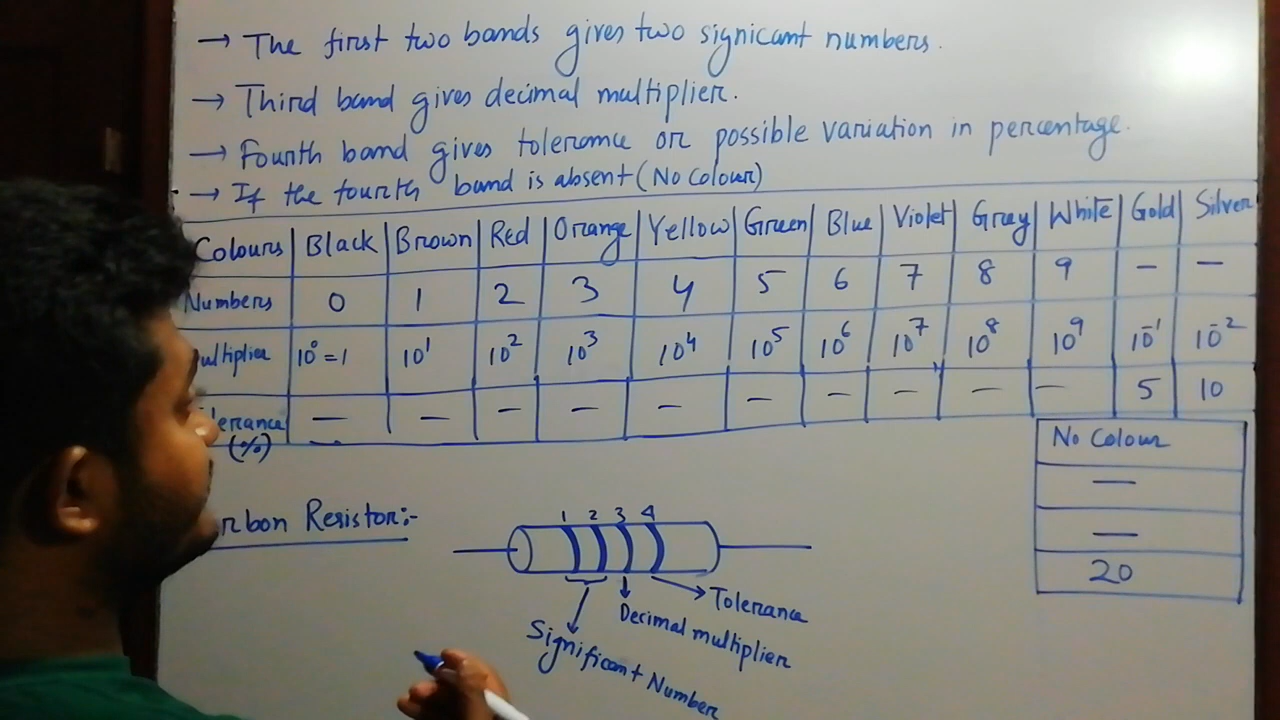 → The first two bands gives two signicant numbers.
→ Third band gives decimal multiplier.
→ Fourth band gives tolerance or possible variation in percentage.
→ If the fourth band is absent (No Colour)
Colours Black Brown Red Orange Yellow Green Blue Violet Gray White Gold Silver
Numbers 0 1 2 3 4 5 6 7 8 9 — —
ultiplier 10⁰=1 10¹ 10² 10³ 10⁴ 10⁵ 10⁶ 10⁷ 10⁸ 10⁹ 10⁻¹ 10⁻²
lerance — — — — — — — — — — 5 10
(%)
No Colour
—
—
20
rbon Resistor:-
1 2 3 4
Tolerance
Decimal multiplier
Significant Number